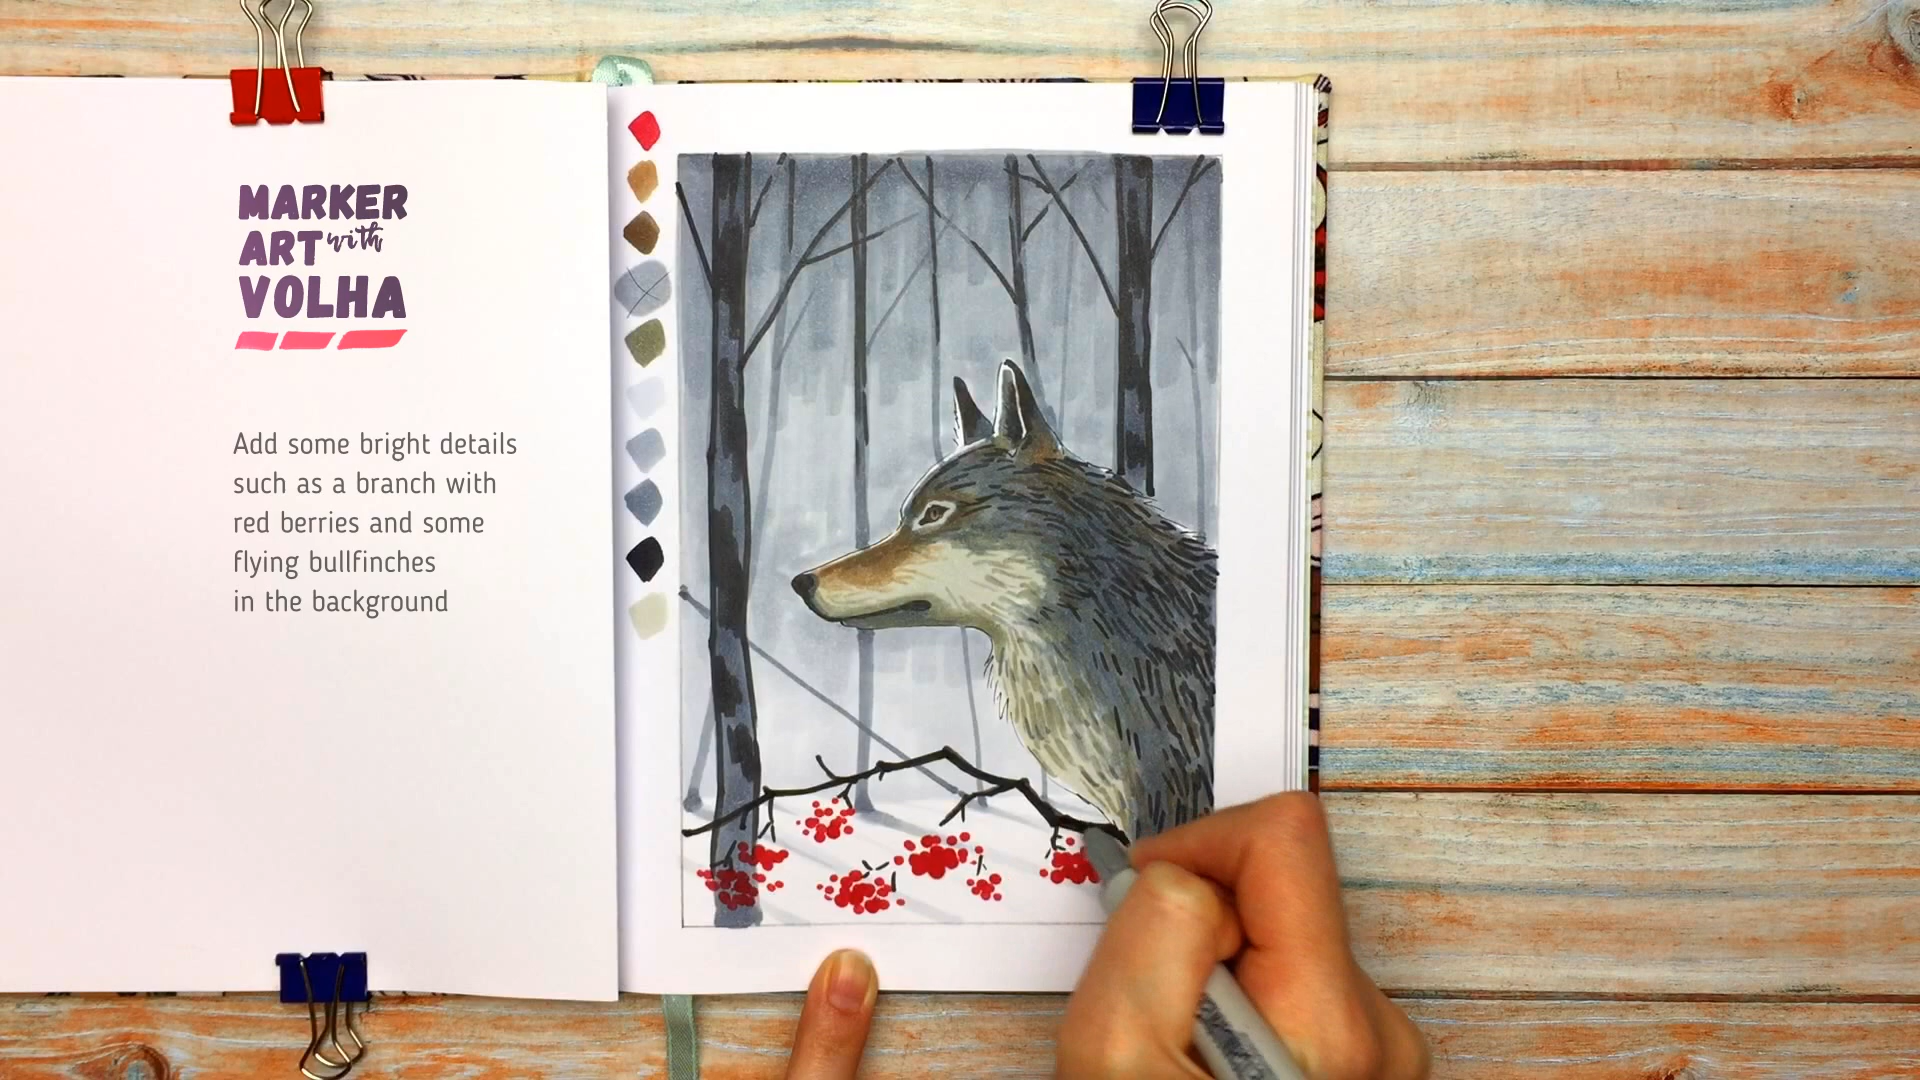 MARKER
ART with
VOLHA
Add some bright details
such as a branch with
red berries and some
flying bullfinches
in the background